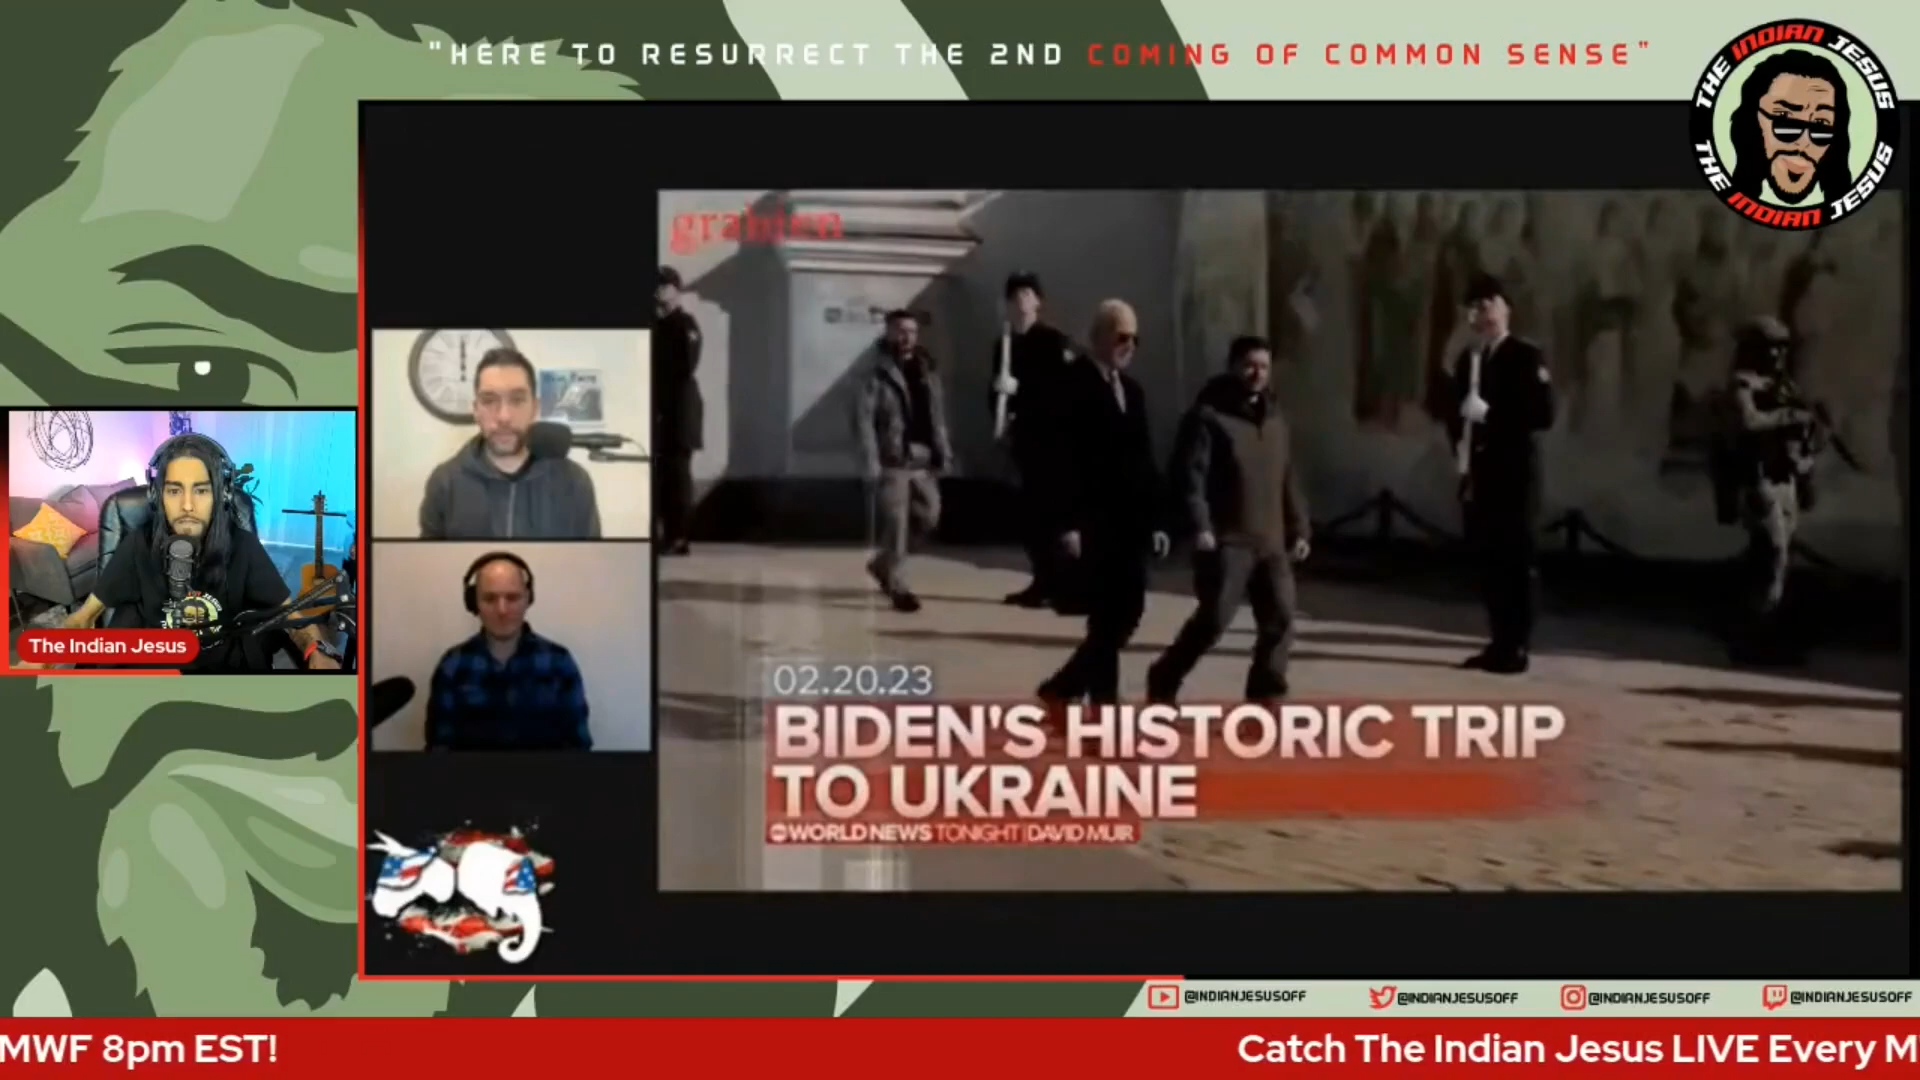 "HERE TO RESURRECT THE 2ND COMING OF COMMON SENSE"
THE INDIAN JESUS
THE INDIAN JESUS
grabien
The Indian Jesus
02.20.23
BIDEN'S HISTORIC TRIP
TO UKRAINE
WORLD NEWS TONIGHT | DAVID MUIR
@INDIANJESUSOFF
@INDIANJESUSOFF
@INDIANJESUSOFF
@INDIANJESUSOFF
MWF 8pm EST!
Catch The Indian Jesus LIVE Every M